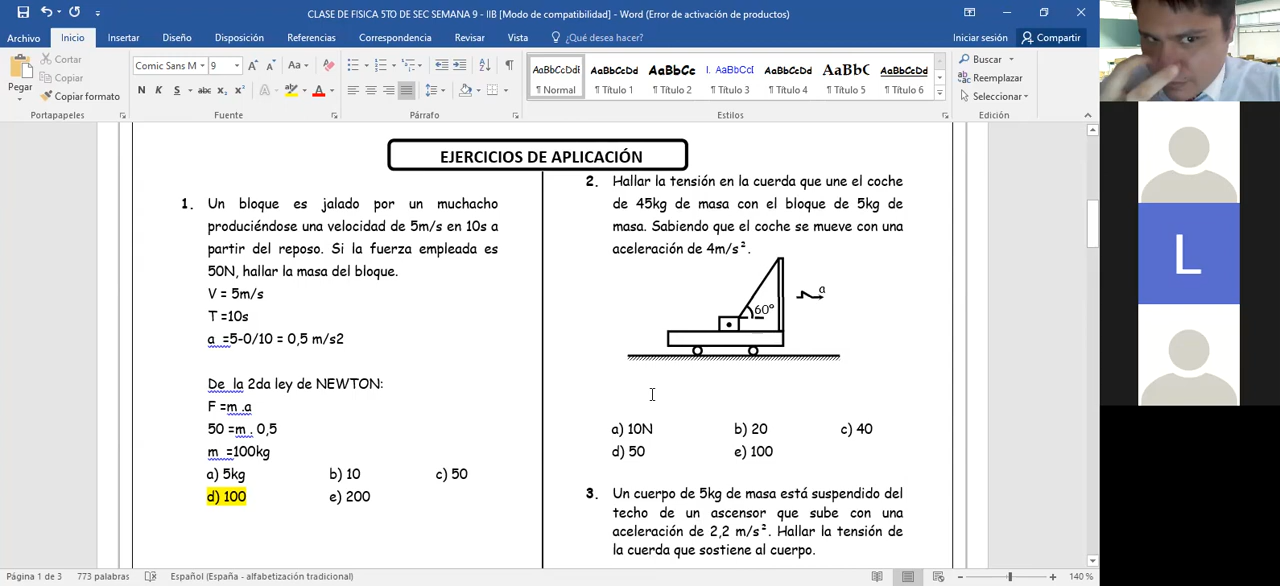 CLASE DE FISICA 5TO DE SEC SEMANA 9 - IIB [Modo de compatibilidad] - Word (Error de activación de productos)
Archivo Inicio Insertar Diseño Disposición Referencias Correspondencia Revisar Vista ¿Qué desea hacer? Iniciar sesión Compartir
Pegar
Cortar
Copiar
Copiar formato
Portapapeles
Comic Sans M 9
N K S abc x₂ x²
Fuente
Párrafo
AaBbCcDdE AaBbCcDd AaBbCc I. AaBbCcI AaBbCcDd AaBbC AaBbCcDd
¶ Normal ¶ Título 1 ¶ Título 2 ¶ Título 3 ¶ Título 4 ¶ Título 5 ¶ Título 6
Estilos
Buscar
Reemplazar
Seleccionar
Edición
EJERCICIOS DE APLICACIÓN
1. Un bloque es jalado por un muchacho
produciéndose una velocidad de 5m/s en 10s a
partir del reposo. Si la fuerza empleada es
50N, hallar la masa del bloque.
V = 5m/s
T =10s
a =5-0/10 = 0,5 m/s2
De la 2da ley de NEWTON:
F =m .a
50 =m . 0,5
m =100kg
a) 5kg b) 10 c) 50
d) 100 e) 200
2. Hallar la tensión en la cuerda que une el coche
de 45kg de masa con el bloque de 5kg de
masa. Sabiendo que el coche se mueve con una
aceleración de 4m/s².
60°
a
a) 10N b) 20 c) 40
d) 50 e) 100
3. Un cuerpo de 5kg de masa está suspendido del
techo de un ascensor que sube con una
aceleración de 2,2 m/s². Hallar la tensión de
la cuerda que sostiene al cuerpo.
L
Página 1 de 3 773 palabras Español (España - alfabetización tradicional) 140 %